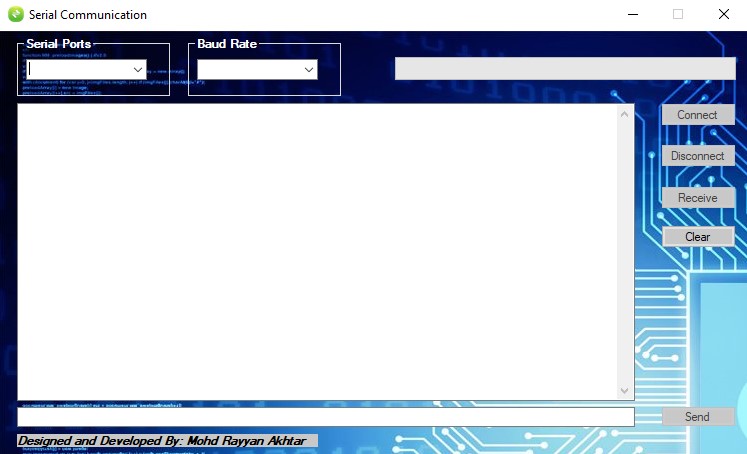 Serial Communication
Serial Ports
Baud Rate
Connect
Disconnect
Receive
Clear
Send
Designed and Developed By: Mohd Rayyan Akhtar